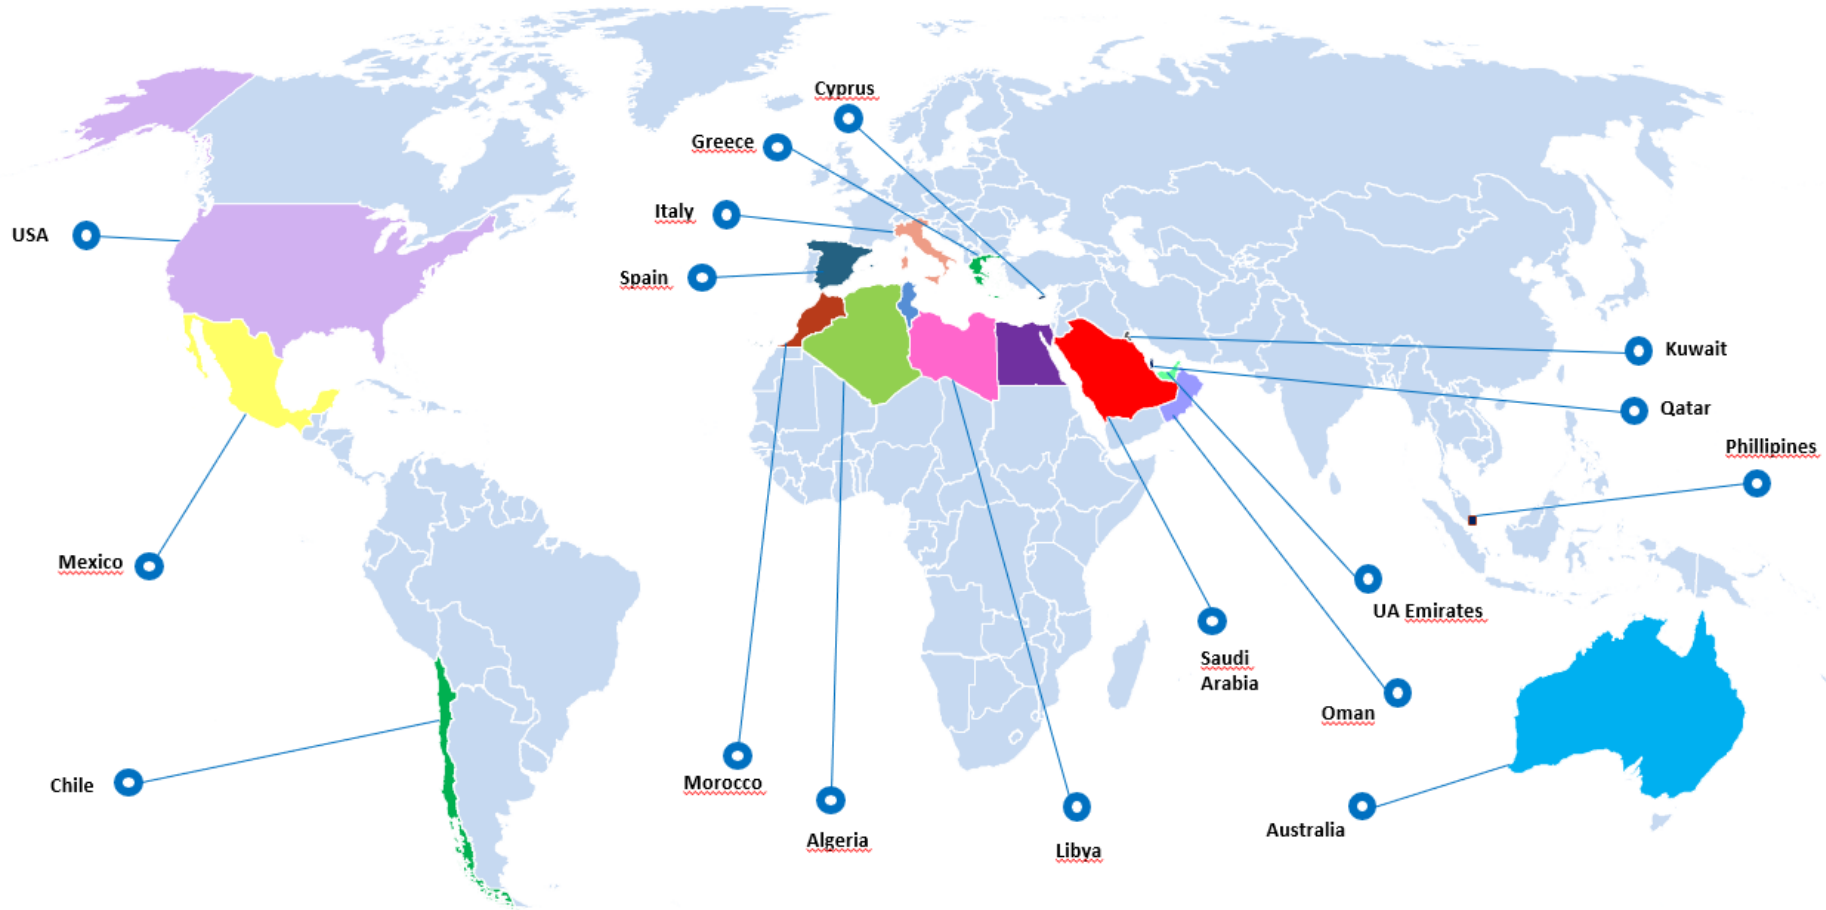 Cyprus
Greece
Italy
USA
Spain
Kuwait
Qatar
Phillipines
Mexico
UA Emirates
Saudi
Arabia
Oman
Chile
Morocco
Algeria
Libya
Australia